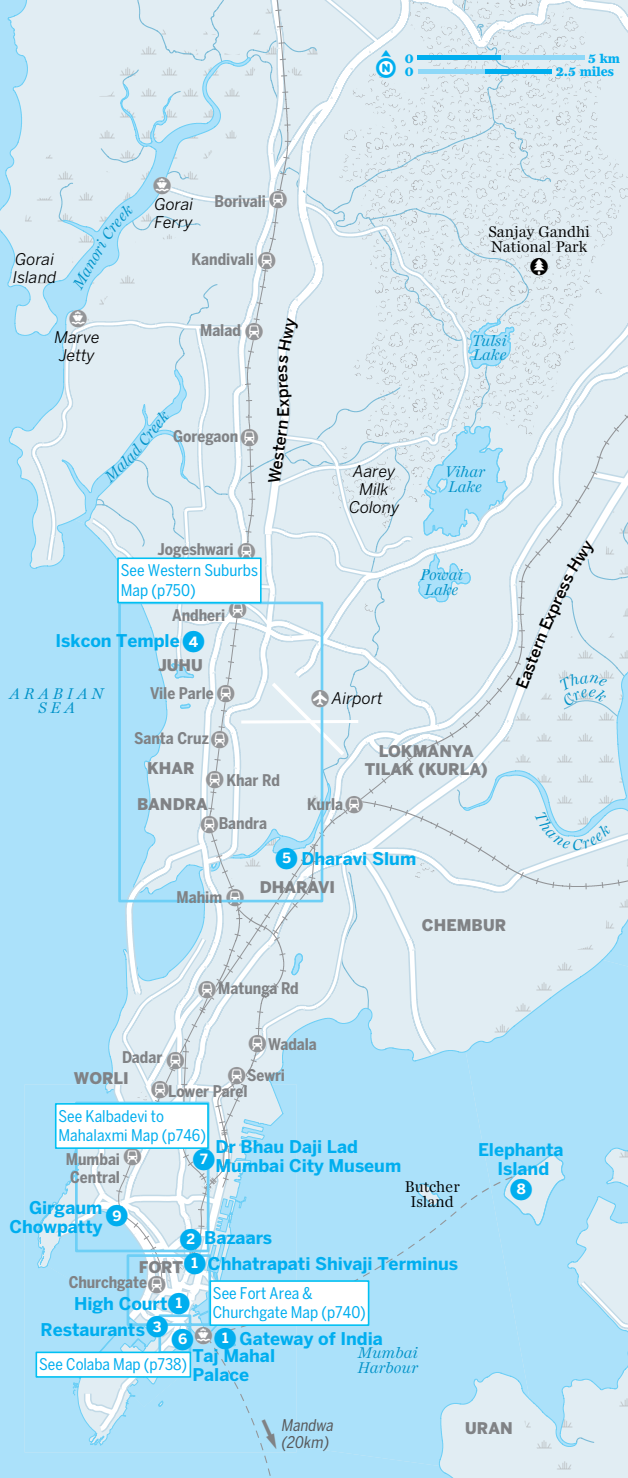 0 5 km
N 0 2.5 miles
Gorai
Ferry
Borivali
Manori Creek
Sanjay Gandhi
National Park
Gorai
Island
Kandivali
Marve
Jetty
Malad
Western Express Hwy
Tulsi
Lake
Malad Creek
Goregaon
Aarey
Milk
Colony
Vihar
Lake
Jogeshwari
See Western Suburbs
Map (p750)
Powai
Lake
Eastern Express Hwy
Andheri
Iskcon Temple 4
JUHU
ARABIAN
SEA
Vile Parle
Airport
Thane
Creek
Santa Cruz
LOKMANYA
TILAK (KURLA)
KHAR
Khar Rd
BANDRA
Kurla
Bandra
Thane Creek
5 Dharavi Slum
DHARAVI
Mahim
CHEMBUR
Matunga Rd
Wadala
Dadar
WORLI
Sewri
Lower Parel
See Kalbadevi to
Mahalaxmi Map (p746)
7 Dr Bhau Daji Lad
Mumbai City Museum
Mumbai
Central
Elephanta
Island
8
Butcher
Island
Girgaum
Chowpatty
9
2 Bazaars
FORT
1 Chhatrapati Shivaji Terminus
Churchgate
See Fort Area &
Churchgate Map (p740)
High Court 1
Restaurants 3
6 Taj Mahal
Palace
1 Gateway of India
See Colaba Map (p738)
Mumbai
Harbour
Mandwa
(20km)
URAN